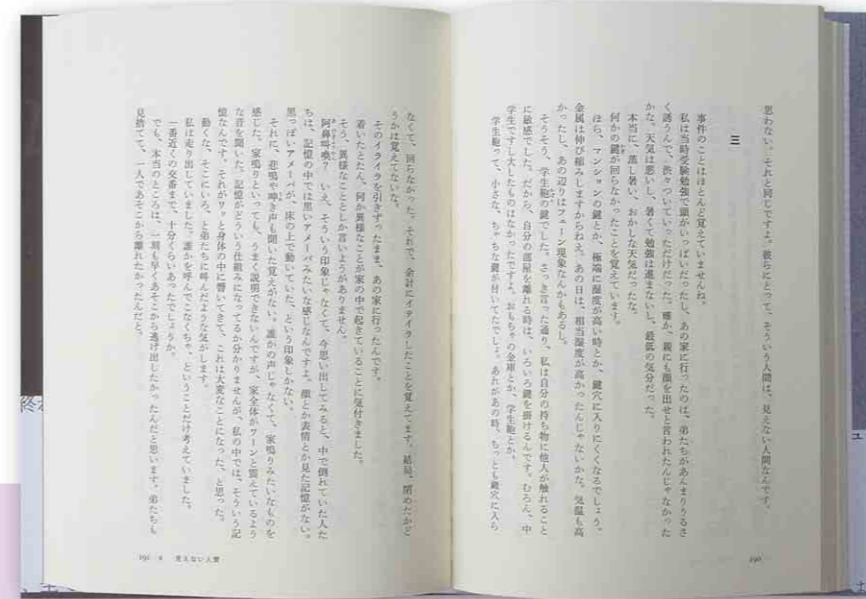 思わない。それと同じですよ。彼らにとって、そういう人間は、見えない人間なんです。
三
事件のことはほとんど覚えていませんね。
私は当時受験勉強で頭がいっぱいだったし、あの家に行ったのは、弟たちがあんまりうるさ
く誘うんで、渋々ついていっただけだった。確か、親にも顔を出せと言われたんじゃなかった
かな。天気は悪いし、暑くて勉強は進まないし、最低の気分だった。
本当に、蒸し暑い、おかしな天気だったな。
何かの鍵が回らなかったことを覚えています。
ほら、マンションの鍵とか、極端に湿度が高い時とか、鍵穴に入りにくくなるでしょう。
金属は伸び縮みしますからねえ。あの日は、相当湿度が高かったんじゃないかな。気温も高
かったし、あの辺りはフェーン現象なんかもあるし。
そうそう、学生鞄の鍵でした。さっき言った通り、私は自分の持ち物に他人が触れること
に敏感でした。だから、自分の部屋を離れる時は、いろいろ鍵を掛けるんです。むろん、中
学生ですし大したものはなかったですよ。おもちゃの金庫とか、学生鞄とか。
学生鞄って、小さな、ちゃちな鍵が付いてたでしょ。あれがあの時、ちっとも鍵穴に入ら
190
なくて、回らなかった。それで、余計にイライラしたことを覚えてます。結局、閉めたかど
うかは覚えてないな。
そのイライラを引きずったまま、あの家に行ったんです。
着いたとたん、何か異様なことが家の中で起きていることに気付きました。
そう、異様なこととしか言いようがありません。
阿鼻叫喚?　いえ、そういう印象じゃなくて、今思い出してみると、中で倒れていた人た
ちは、記憶の中では黒いアメーバみたいな感じなんですよ。顔とか表情とか見た記憶がない。
黒っぽいアメーバが、床の上で動いていた、という印象しかない。
それに、悲鳴や呻き声も聞いた覚えがない。誰かの声じゃなくて、家鳴りみたいなものを
感じた。家鳴りといっても、うまく説明できないんですが、家全体がワーンと震えているよう
な音を聞いた。記憶がどういう仕組みになってるか分かりませんが、私の中では、そういう記
憶なんです。それがワッと身体の中に響いてきて、これは大変なことになった、と思った。
動くな、そこにいろ、と弟たちに叫んだような気がします。
私は走り出していました。誰かを呼んでこなくちゃ、ということだけ考えていました。
一番近くの交番まで、十分くらいあったでしょうか。
でも、本当のところは、一刻も早くあそこから逃げ出したかったんだと思います。弟たちも
見捨てて、一人であそこから離れたかったんだと。
191
見えない人間